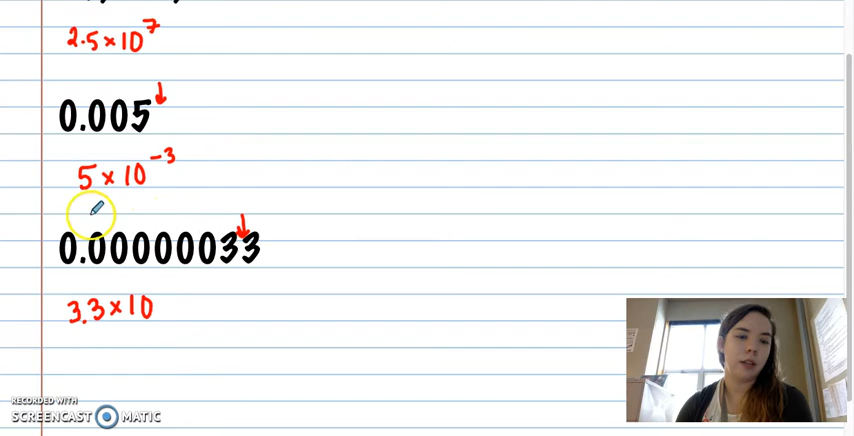 2.5 × 10⁷
0.005
5 × 10⁻³
0.00000033
3.3 × 10
RECORDED WITH
SCREENCAST MATIC